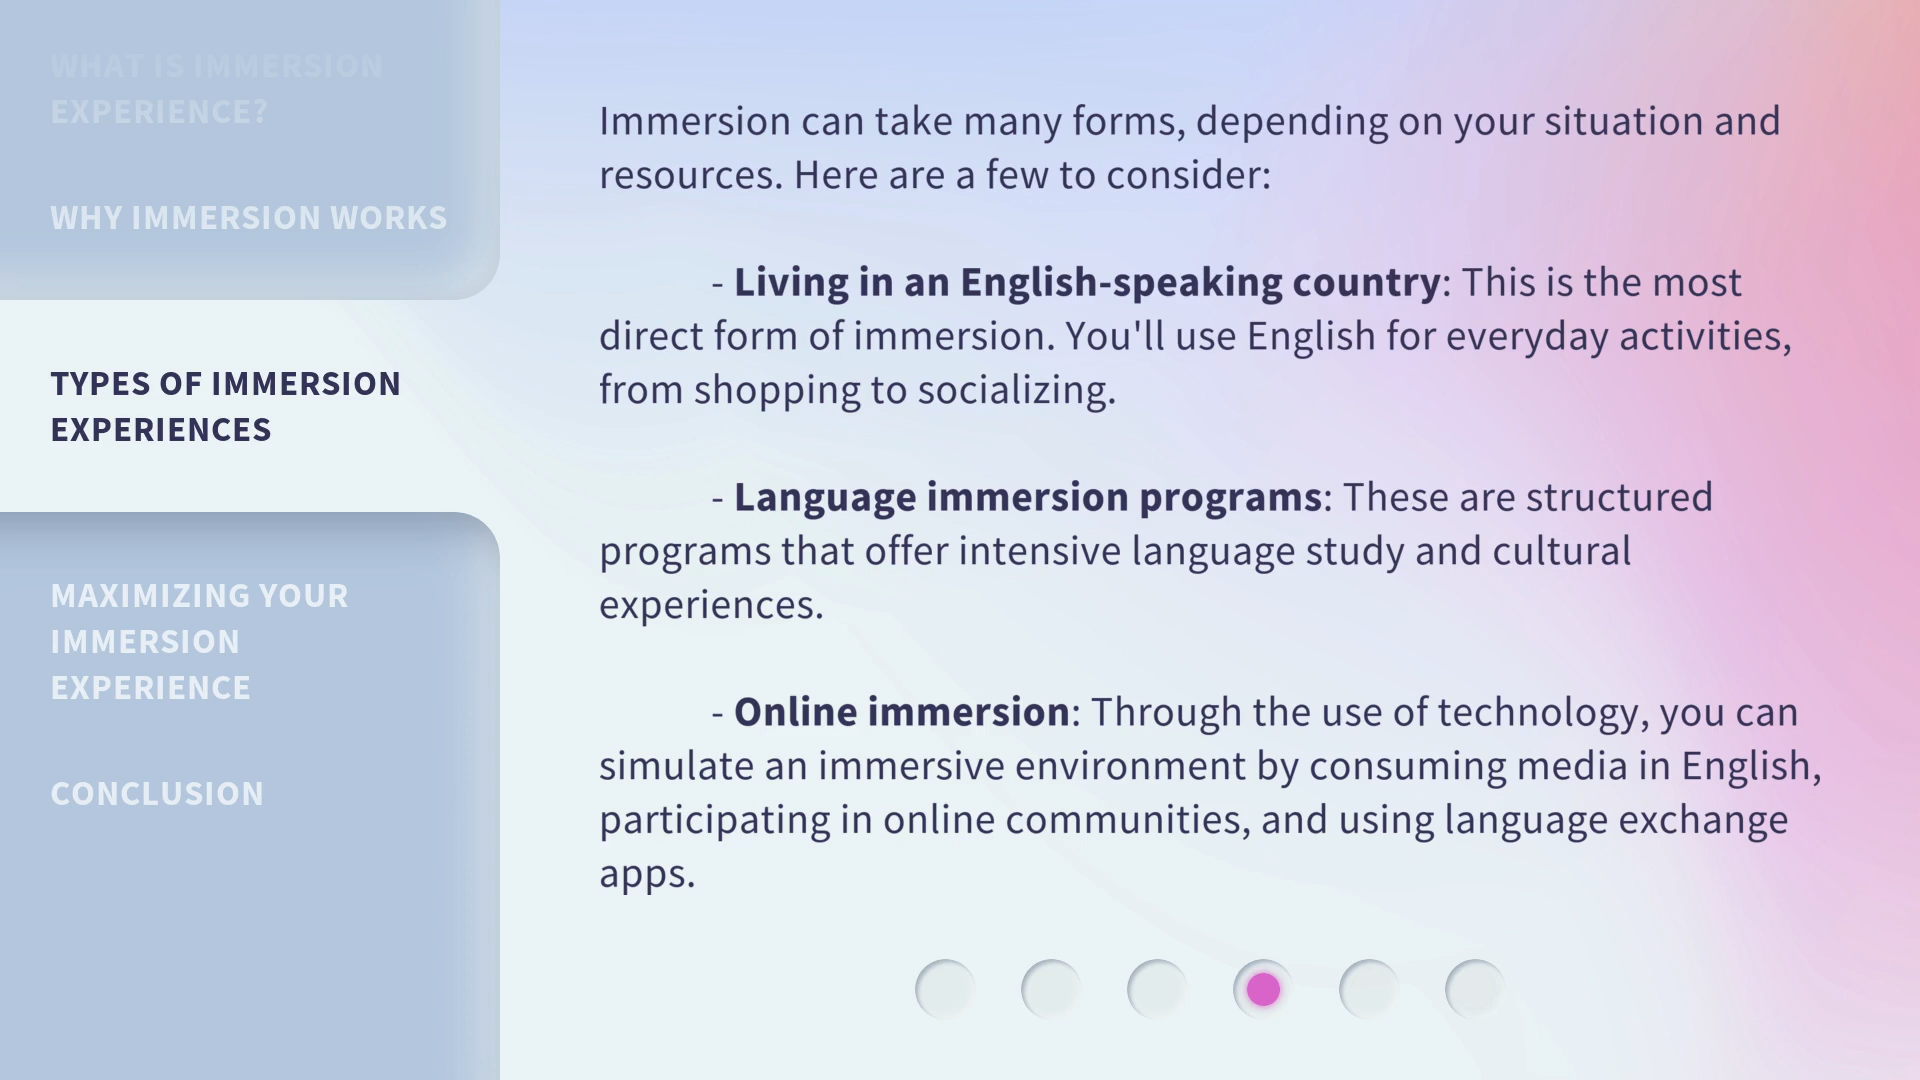 WHAT IS IMMERSION
EXPERIENCE?
WHY IMMERSION WORKS
TYPES OF IMMERSION
EXPERIENCES
MAXIMIZING YOUR
IMMERSION
EXPERIENCE
CONCLUSION
Immersion can take many forms, depending on your situation and
resources. Here are a few to consider:
- Living in an English-speaking country: This is the most
direct form of immersion. You'll use English for everyday activities,
from shopping to socializing.
- Language immersion programs: These are structured
programs that offer intensive language study and cultural
experiences.
- Online immersion: Through the use of technology, you can
simulate an immersive environment by consuming media in English,
participating in online communities, and using language exchange
apps.